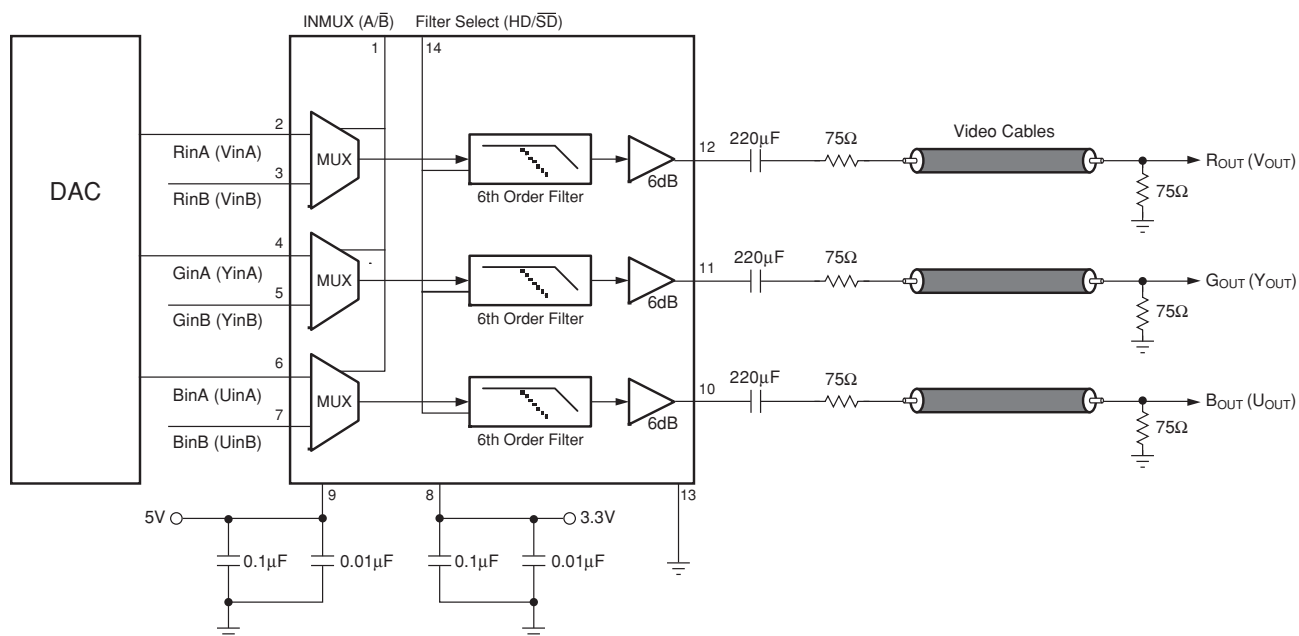 INMUX (A/B̅) Filter Select (HD/S̅D̅)
1 14
DAC
2
RinA (VinA)
3
RinB (VinB)
MUX
6th Order Filter
6dB
12
220µF
75Ω
Video Cables
ROUT (VOUT)
75Ω
4
GinA (YinA)
5
GinB (YinB)
MUX
6th Order Filter
6dB
11
220µF
75Ω
GOUT (YOUT)
75Ω
6
BinA (UinA)
7
BinB (UinB)
MUX
6th Order Filter
6dB
10
220µF
75Ω
BOUT (UOUT)
75Ω
9 8 13
5V
0.1µF 0.01µF
3.3V
0.1µF 0.01µF